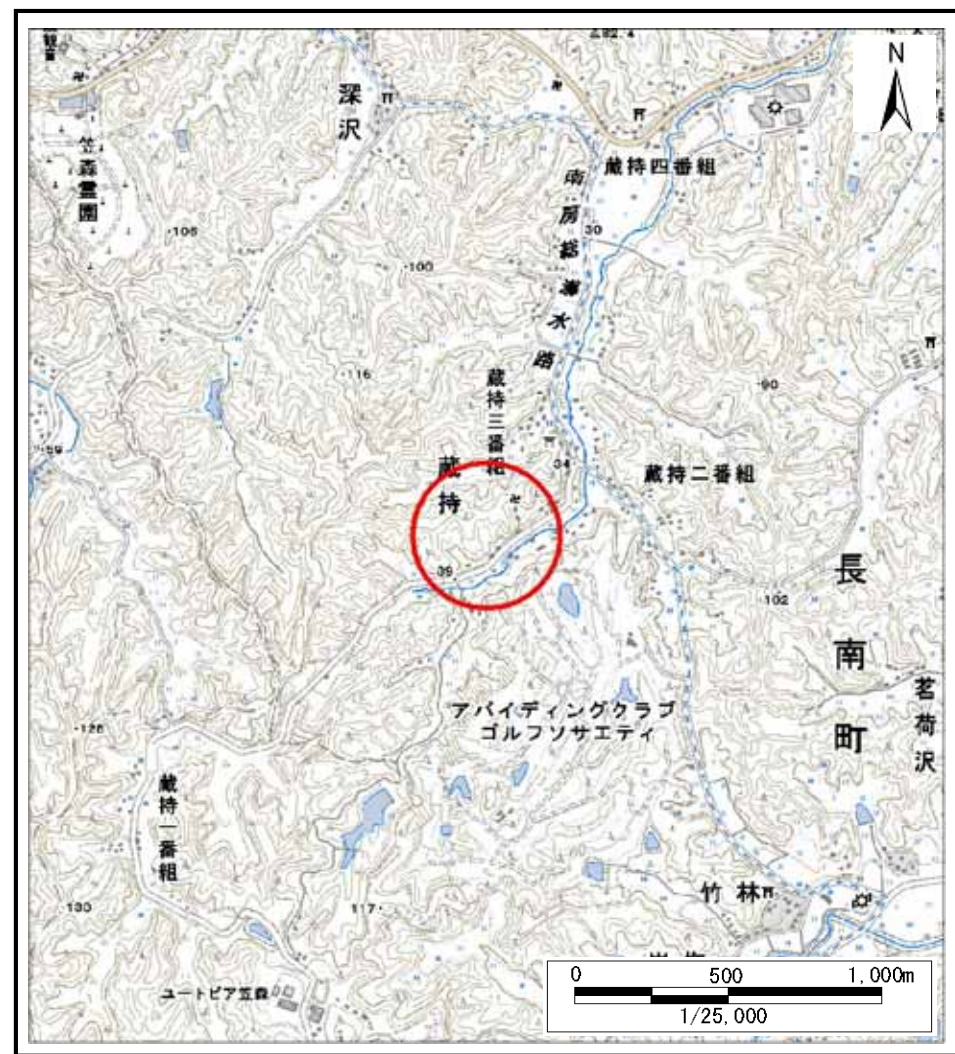 82.4
N
深沢
笠森霊園
蔵持四番組
南房総導水路
30
106
100
116
蔵持三番組
90
59
蔵持
34
蔵持二番組
39
長南町
102
茗荷沢
アバイディングクラブ
ゴルフソサエティ
126
蔵持一番組
竹林
130
117
ユートピア笠森
0 500 1,000m
1/25,000